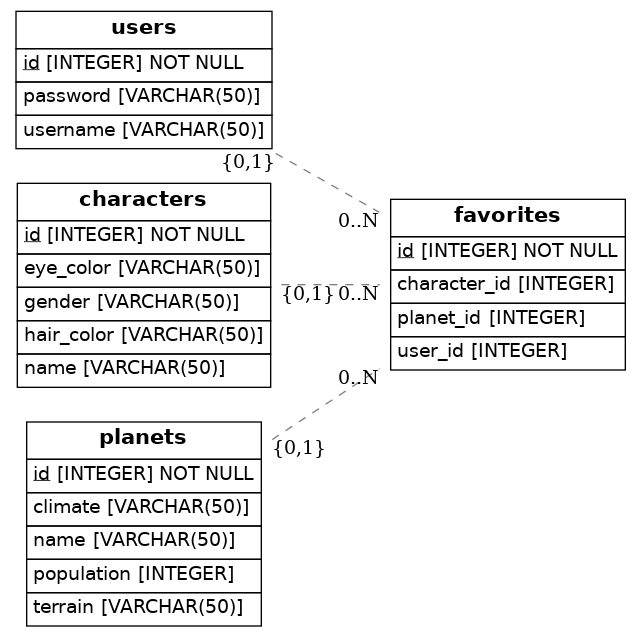 users
id [INTEGER] NOT NULL
password [VARCHAR(50)]
username [VARCHAR(50)]
{0,1}
0..N
characters
id [INTEGER] NOT NULL
eye_color [VARCHAR(50)]
gender [VARCHAR(50)]
hair_color [VARCHAR(50)]
name [VARCHAR(50)]
{0,1}
0..N
favorites
id [INTEGER] NOT NULL
character_id [INTEGER]
planet_id [INTEGER]
user_id [INTEGER]
0..N
{0,1}
planets
id [INTEGER] NOT NULL
climate [VARCHAR(50)]
name [VARCHAR(50)]
population [INTEGER]
terrain [VARCHAR(50)]